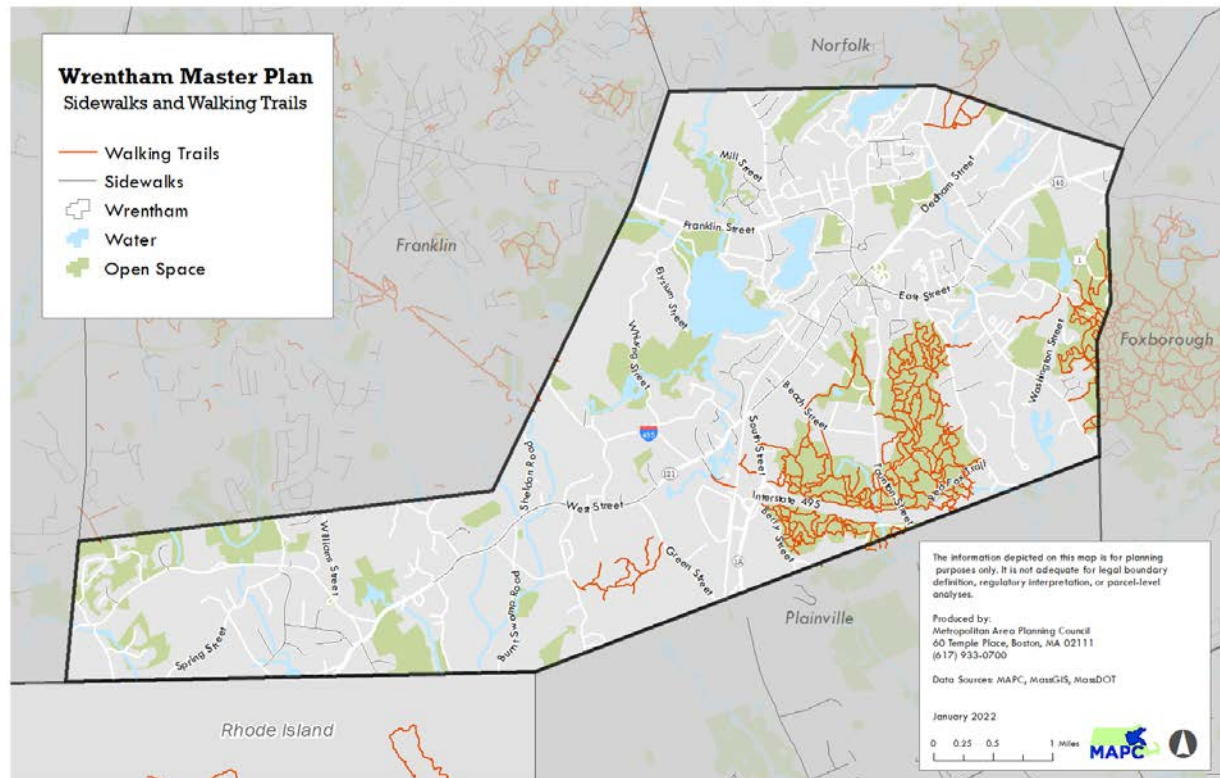 Wrentham Master Plan
Sidewalks and Walking Trails
Walking Trails
Sidewalks
Wrentham
Water
Open Space
Norfolk
Franklin
Foxborough
Plainville
Rhode Island
Mill Street
Dedham Street
140
Franklin Street
1
Elysium Street
East Street
Whiting Street
Washington Street
Beach Street
South Street
495
121
Sheldon Road
West Street
Interstate 495
Taunton Street
Red Fox Trail
Berry Street
Green Street
1A
Williams Street
Burnt Swamp Road
Spring Street
The information depicted on this map is for planning
purposes only. It is not adequate for legal boundary
definition, regulatory interpretation, or parcel-level
analyses.
Produced by:
Metropolitan Area Planning Council
60 Temple Place, Boston, MA 02111
(617) 933-0700
Data Sources: MAPC, MassGIS, MassDOT
January 2022
0 0.25 0.5 1 Miles
MAPC